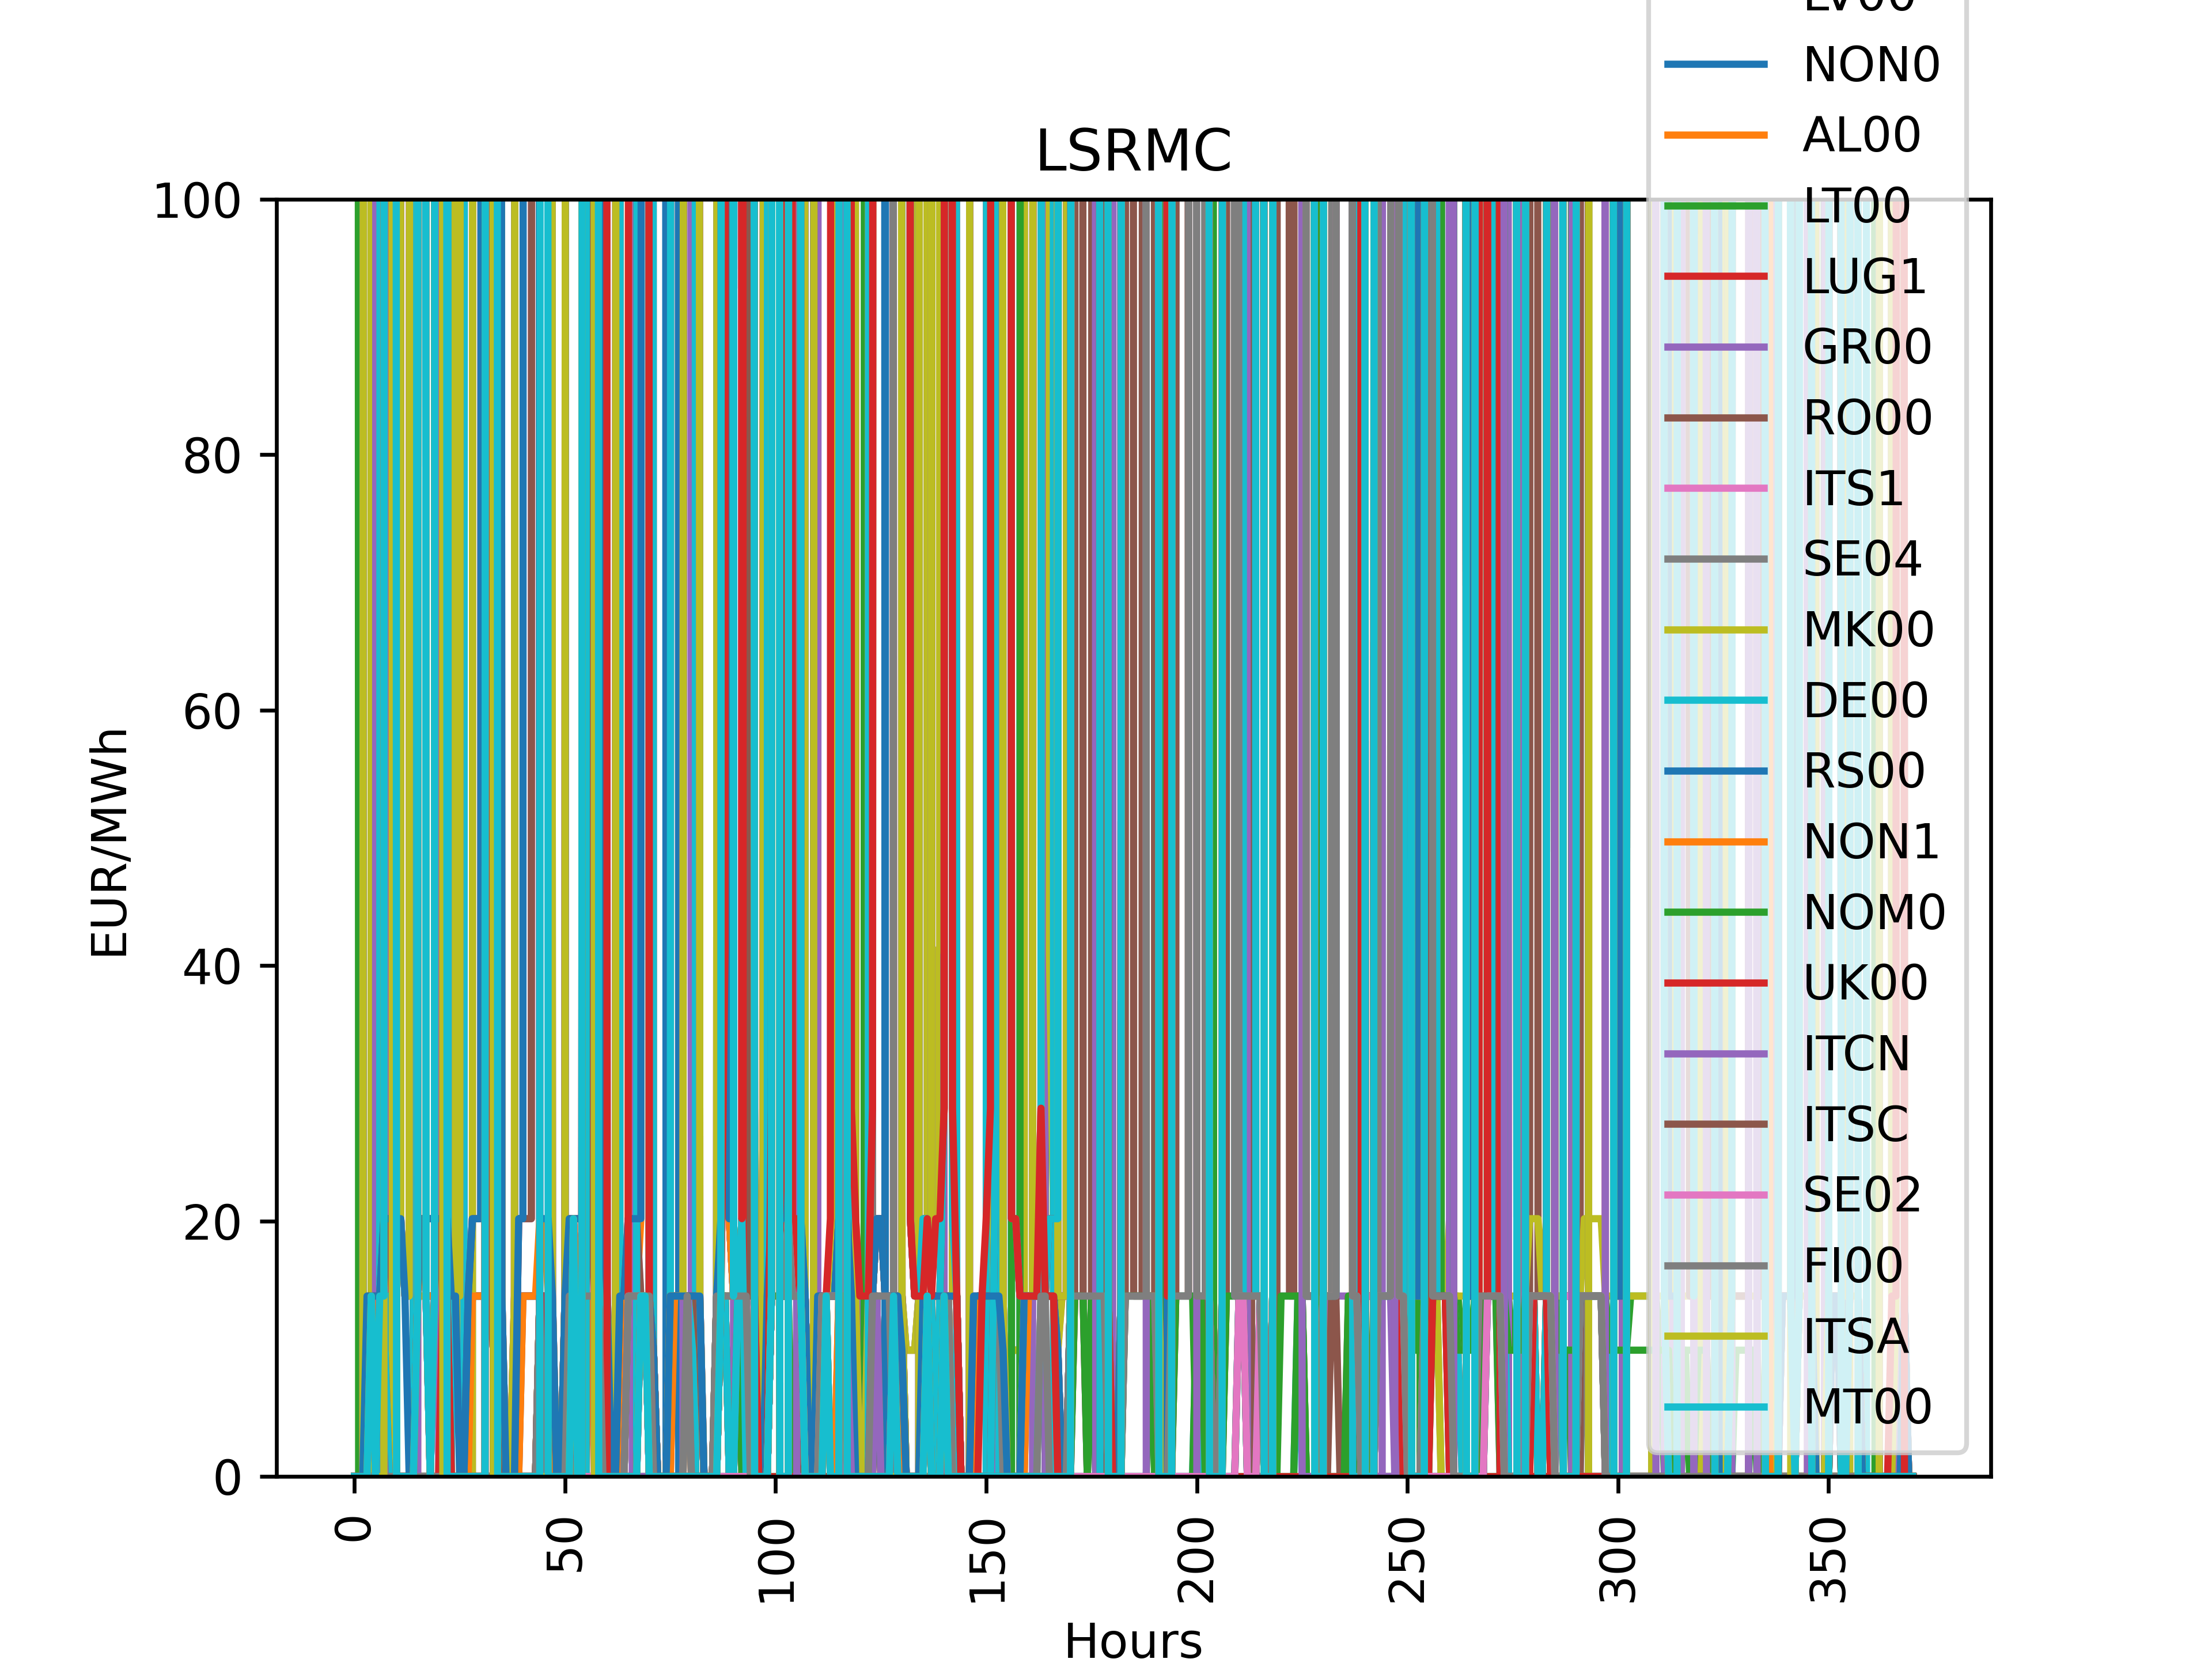 LV00
NON0
AL00
LSRMC
LT00
LUG1
GR00
RO00
ITS1
SE04
MK00
DE00
RS00
NON1
NOM0
UK00
ITCN
ITSC
SE02
FI00
ITSA
MT00
100
80
60
40
20
0
EUR/MWh
0
50
100
150
200
250
300
350
Hours